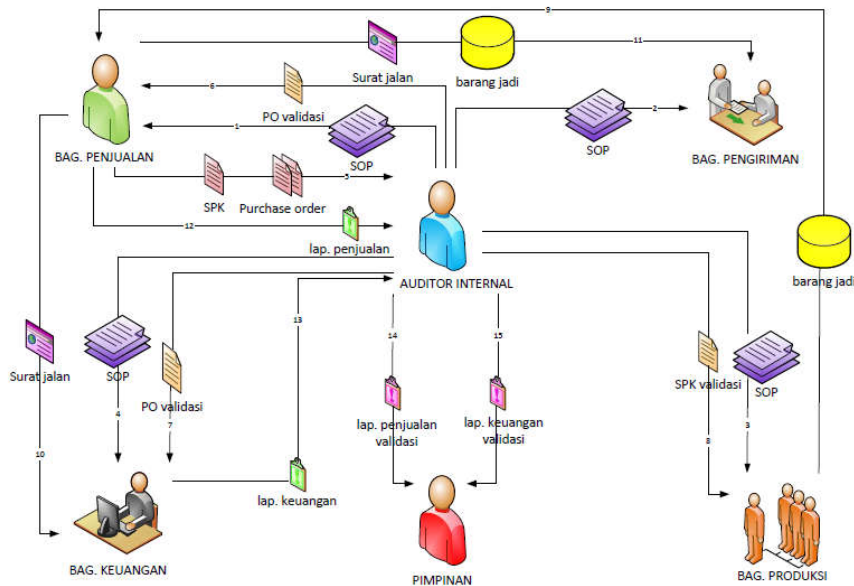 9
11
Surat jalan
barang jadi
6
PO validasi
1
SOP
2
SOP
BAG. PENJUALAN
BAG. PENGIRIMAN
5
SPK
Purchase order
12
lap. penjualan
barang jadi
AUDITOR INTERNAL
13
14
15
Surat jalan
SOP
PO validasi
SPK validasi
SOP
4
7
8
3
lap. penjualan
validasi
lap. keuangan
validasi
10
lap. keuangan
BAG. KEUANGAN
PIMPINAN
BAG. PRODUKSI